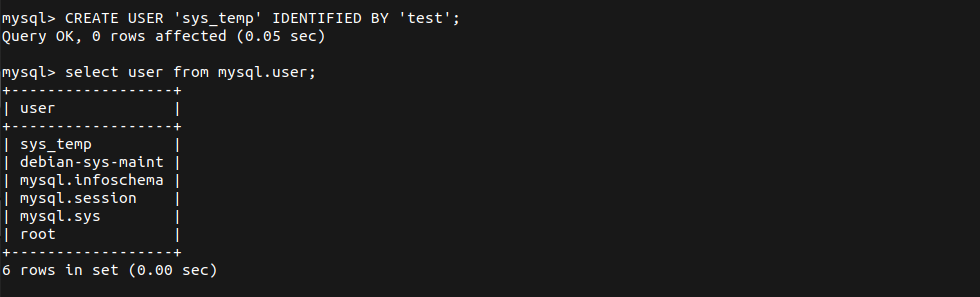 mysql> CREATE USER 'sys_temp' IDENTIFIED BY 'test';
Query OK, 0 rows affected (0.05 sec)

mysql> select user from mysql.user;
+------------------+
| user             |
+------------------+
| sys_temp         |
| debian-sys-maint |
| mysql.infoschema |
| mysql.session    |
| mysql.sys        |
| root             |
+------------------+
6 rows in set (0.00 sec)